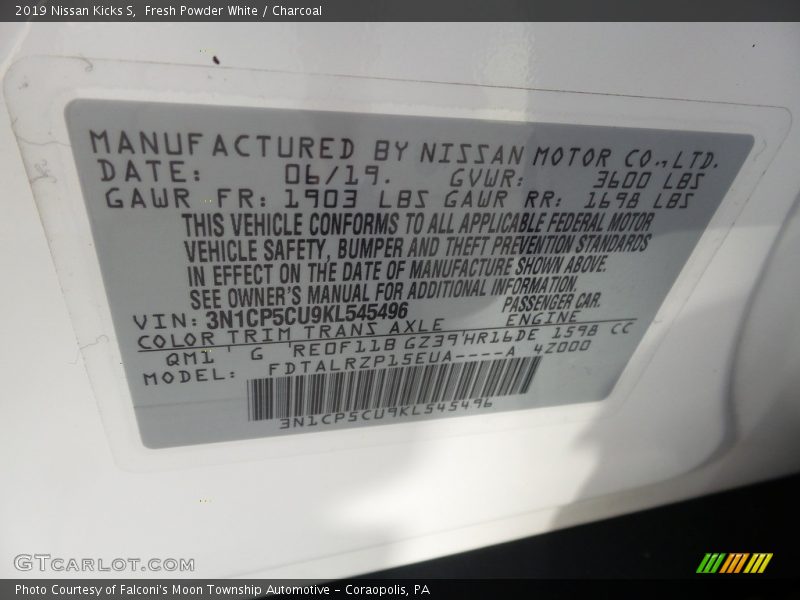 2019 Nissan Kicks S,  Fresh Powder White / Charcoal
MANUFACTURED BY NISSAN MOTOR CO.,LTD.
DATE: 06/19. GVWR: 3600 LBS
GAWR FR: 1903 LBS GAWR RR: 1698 LBS
THIS VEHICLE CONFORMS TO ALL APPLICABLE FEDERAL MOTOR
VEHICLE SAFETY, BUMPER AND THEFT PREVENTION STANDARDS
IN EFFECT ON THE DATE OF MANUFACTURE SHOWN ABOVE.
SEE OWNER'S MANUAL FOR ADDITIONAL INFORMATION.
VIN: 3N1CP5CU9KL545496 PASSENGER CAR.
COLOR TRIM TRANS AXLE ENGINE
QM1 ' G 'RE0F11B GZ39'HR16DE 1598 CC
MODEL: FDTALRZP15EUA----A 4Z000
3N1CP5CU9KL545496
GTcarlot.com
Photo Courtesy of Falconi's Moon Township Automotive - Coraopolis, PA